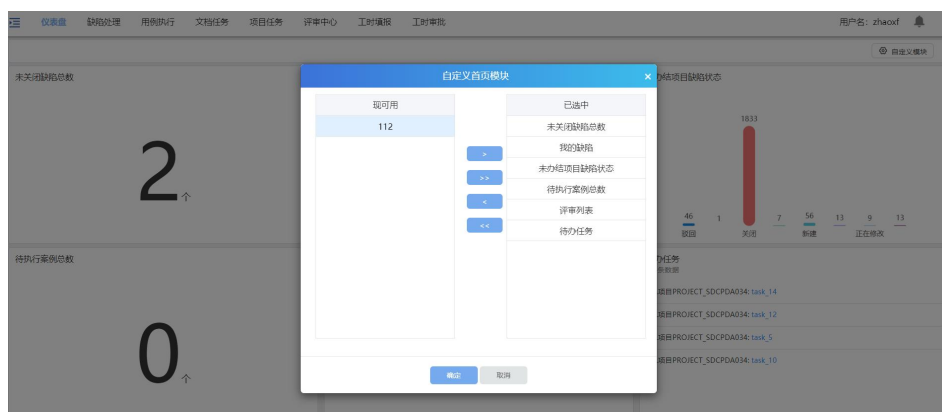 仪表盘 缺陷处理 用例执行 文档任务 项目任务 评审中心 工时填报 工时审批 用户名: zhaoxf
自定义模块
未关闭缺陷总数
2个
待执行案例总数
0个
自定义首页模块 ×
现可用
112
>
>>
<
<<
已选中
未关闭缺陷总数
我的缺陷
未办结项目缺陷状态
待执行案例总数
评审列表
待办任务
确定 取消
办结项目缺陷状态
1833
46 1 7 56 13 9 13
驳回 关闭 新建 正在修改
办任务
条数据
项目PROJECT_SDCPDA034: task_14
项目PROJECT_SDCPDA034: task_12
项目PROJECT_SDCPDA034: task_5
项目PROJECT_SDCPDA034: task_10